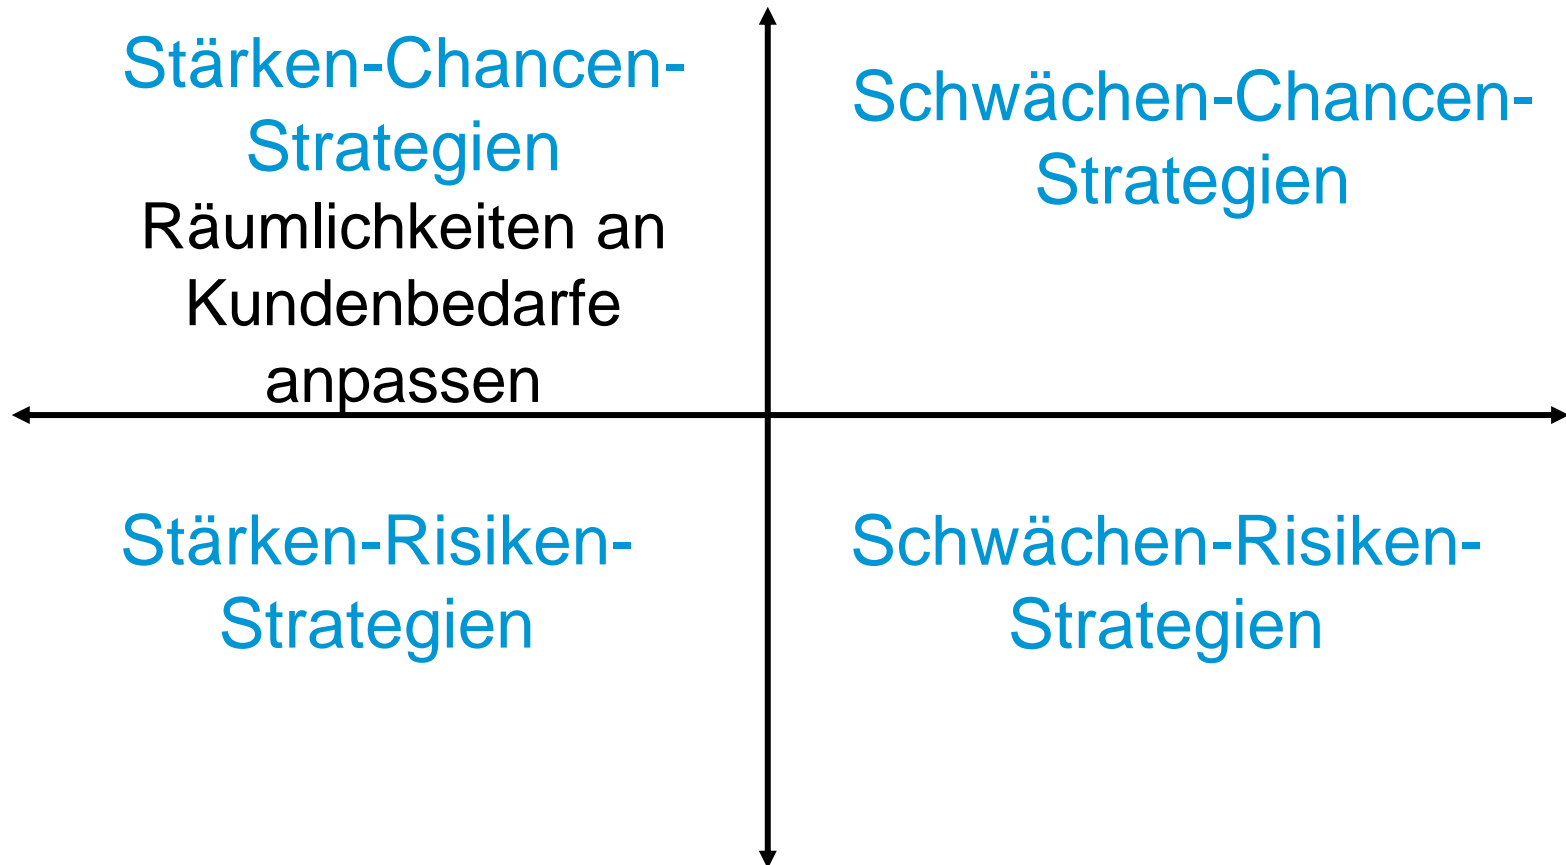 Stärken-Chancen-
Strategien
Räumlichkeiten an
Kundenbedarfe
anpassen
Schwächen-Chancen-
Strategien
Stärken-Risiken-
Strategien
Schwächen-Risiken-
Strategien